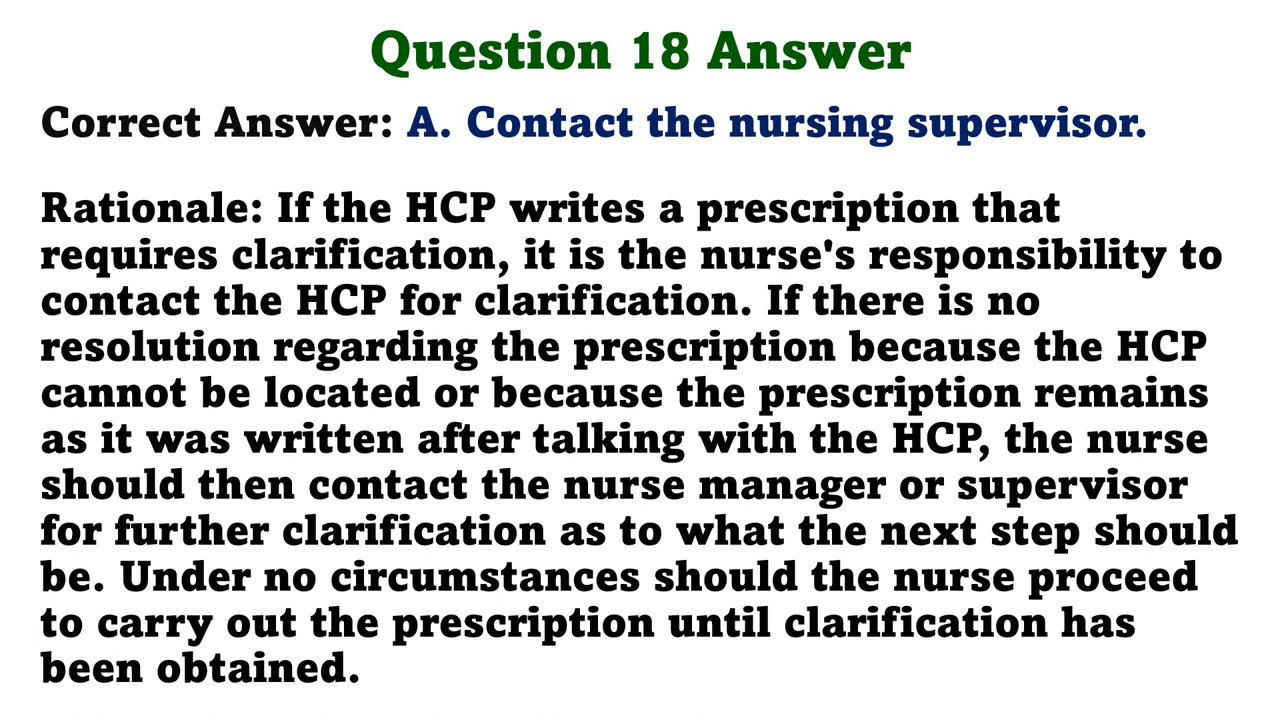 Question 18 Answer
Correct Answer: A. Contact the nursing supervisor.
Rationale: If the HCP writes a prescription that
requires clarification, it is the nurse's responsibility to
contact the HCP for clarification. If there is no
resolution regarding the prescription because the HCP
cannot be located or because the prescription remains
as it was written after talking with the HCP, the nurse
should then contact the nurse manager or supervisor
for further clarification as to what the next step should
be. Under no circumstances should the nurse proceed
to carry out the prescription until clarification has
been obtained.